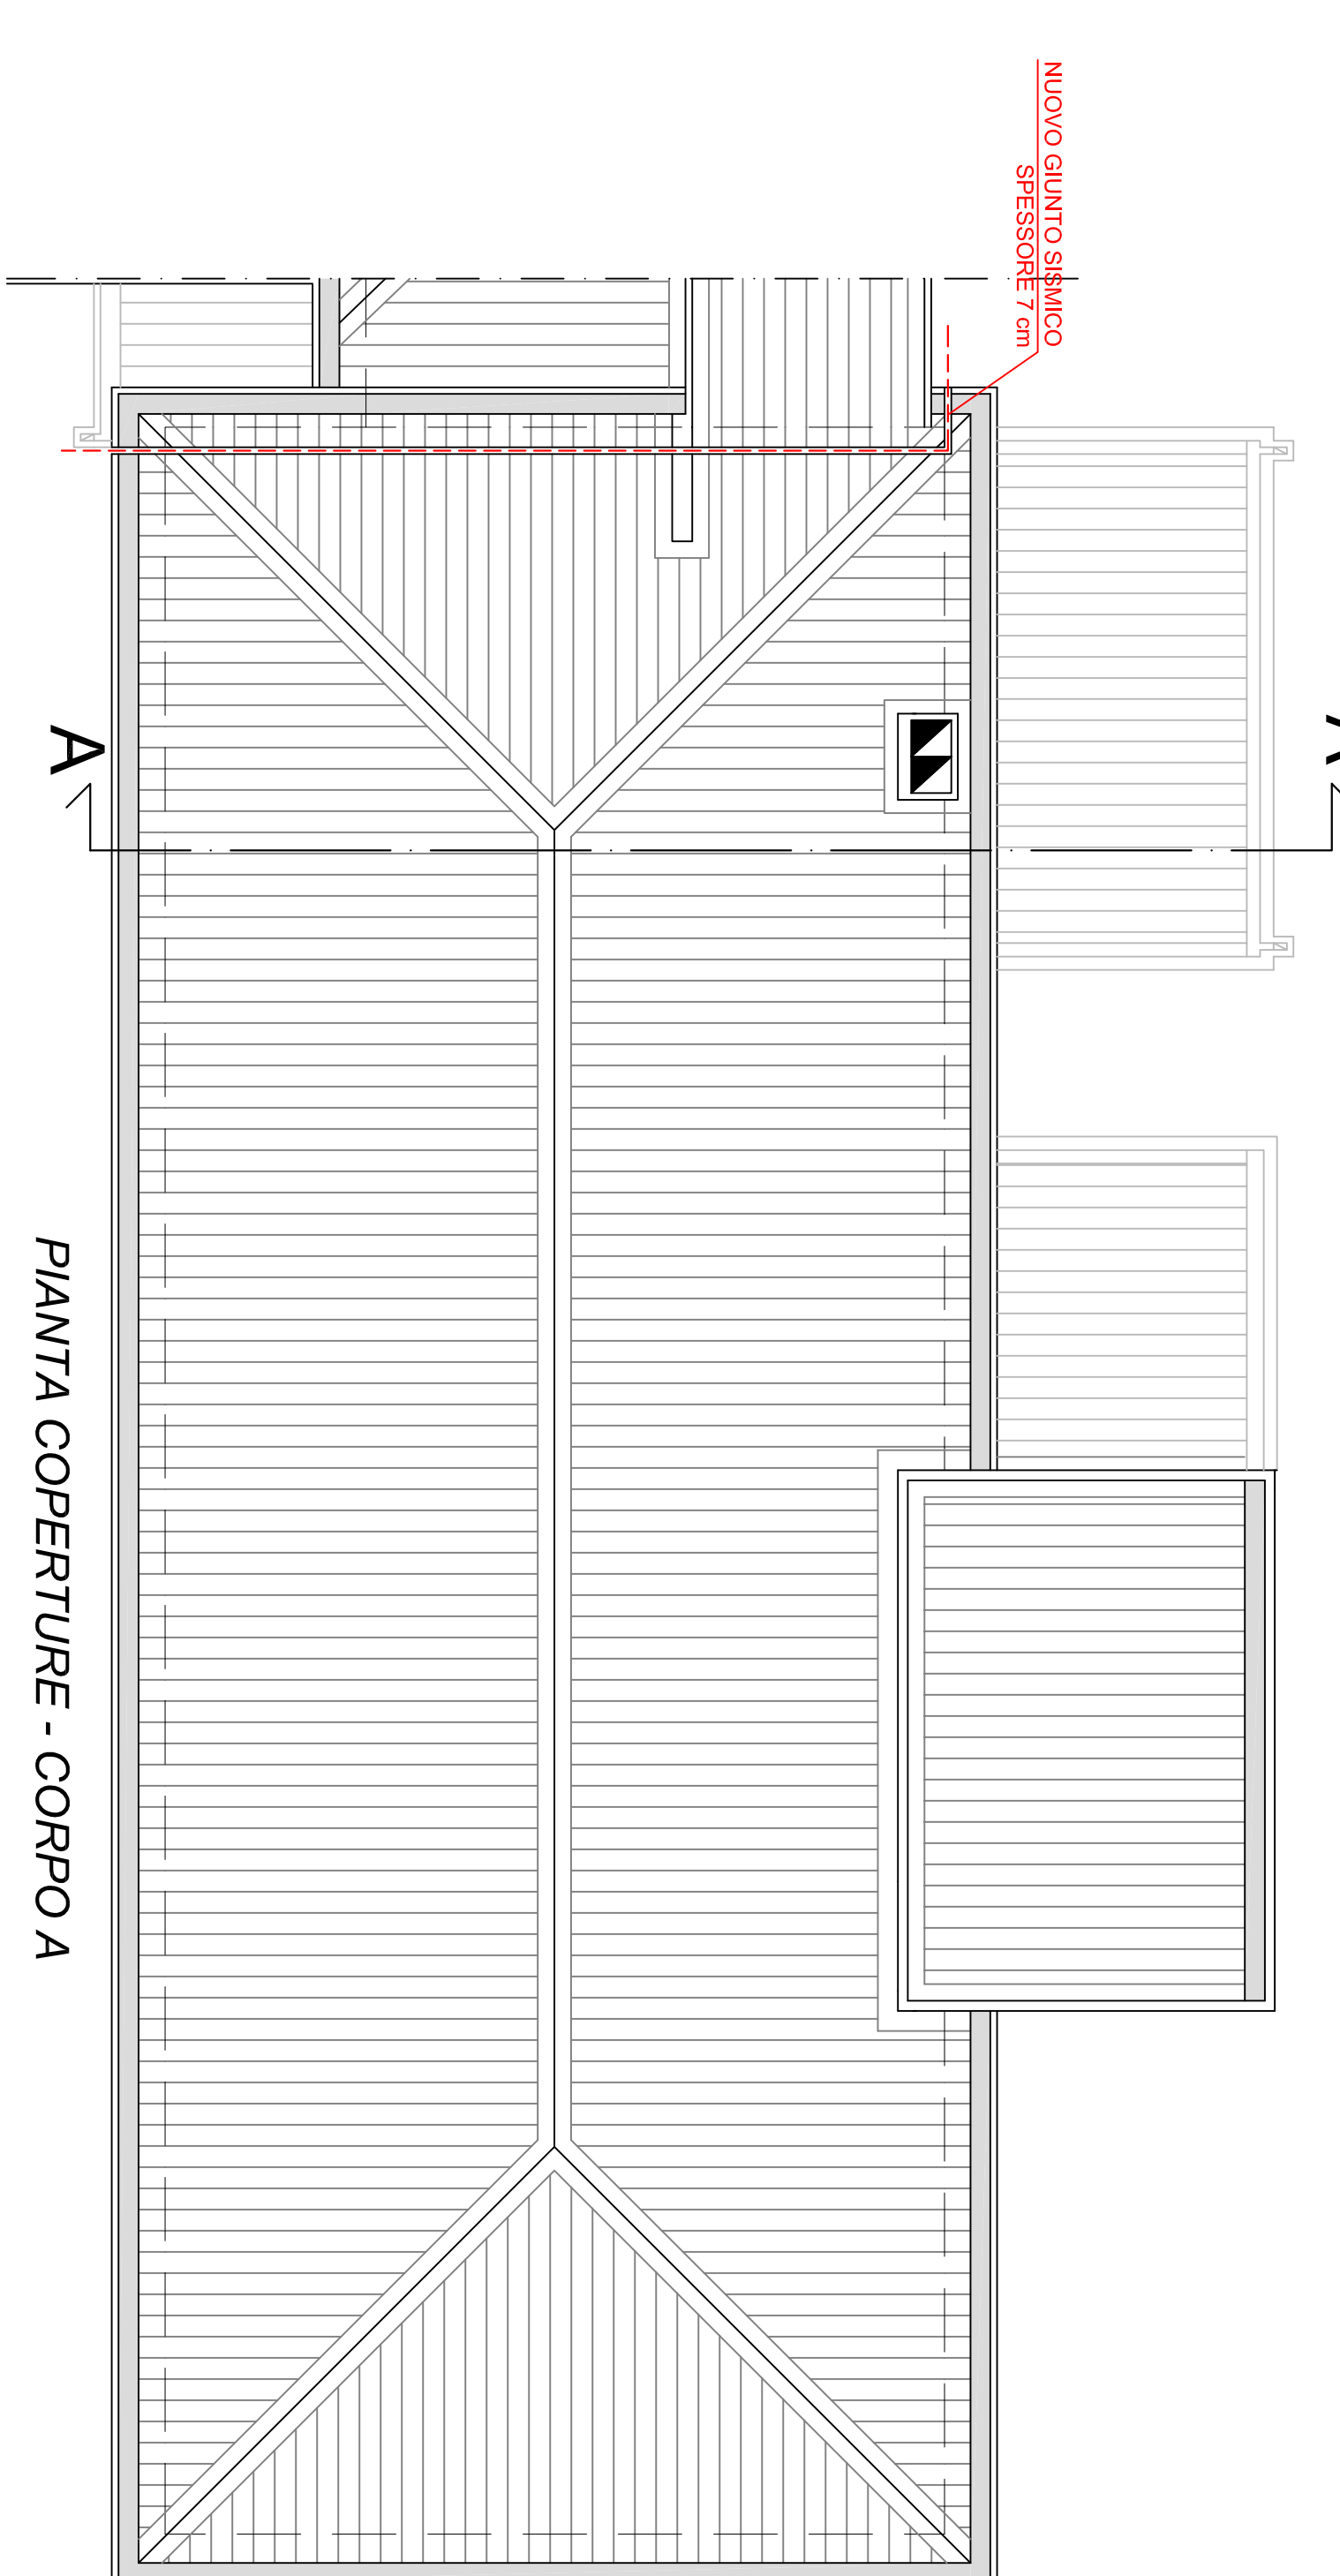 NUOVO GIUNTO SISMICO
SPESSORE 7 cm
A
A
PIANTA COPERTURE - CORPO A